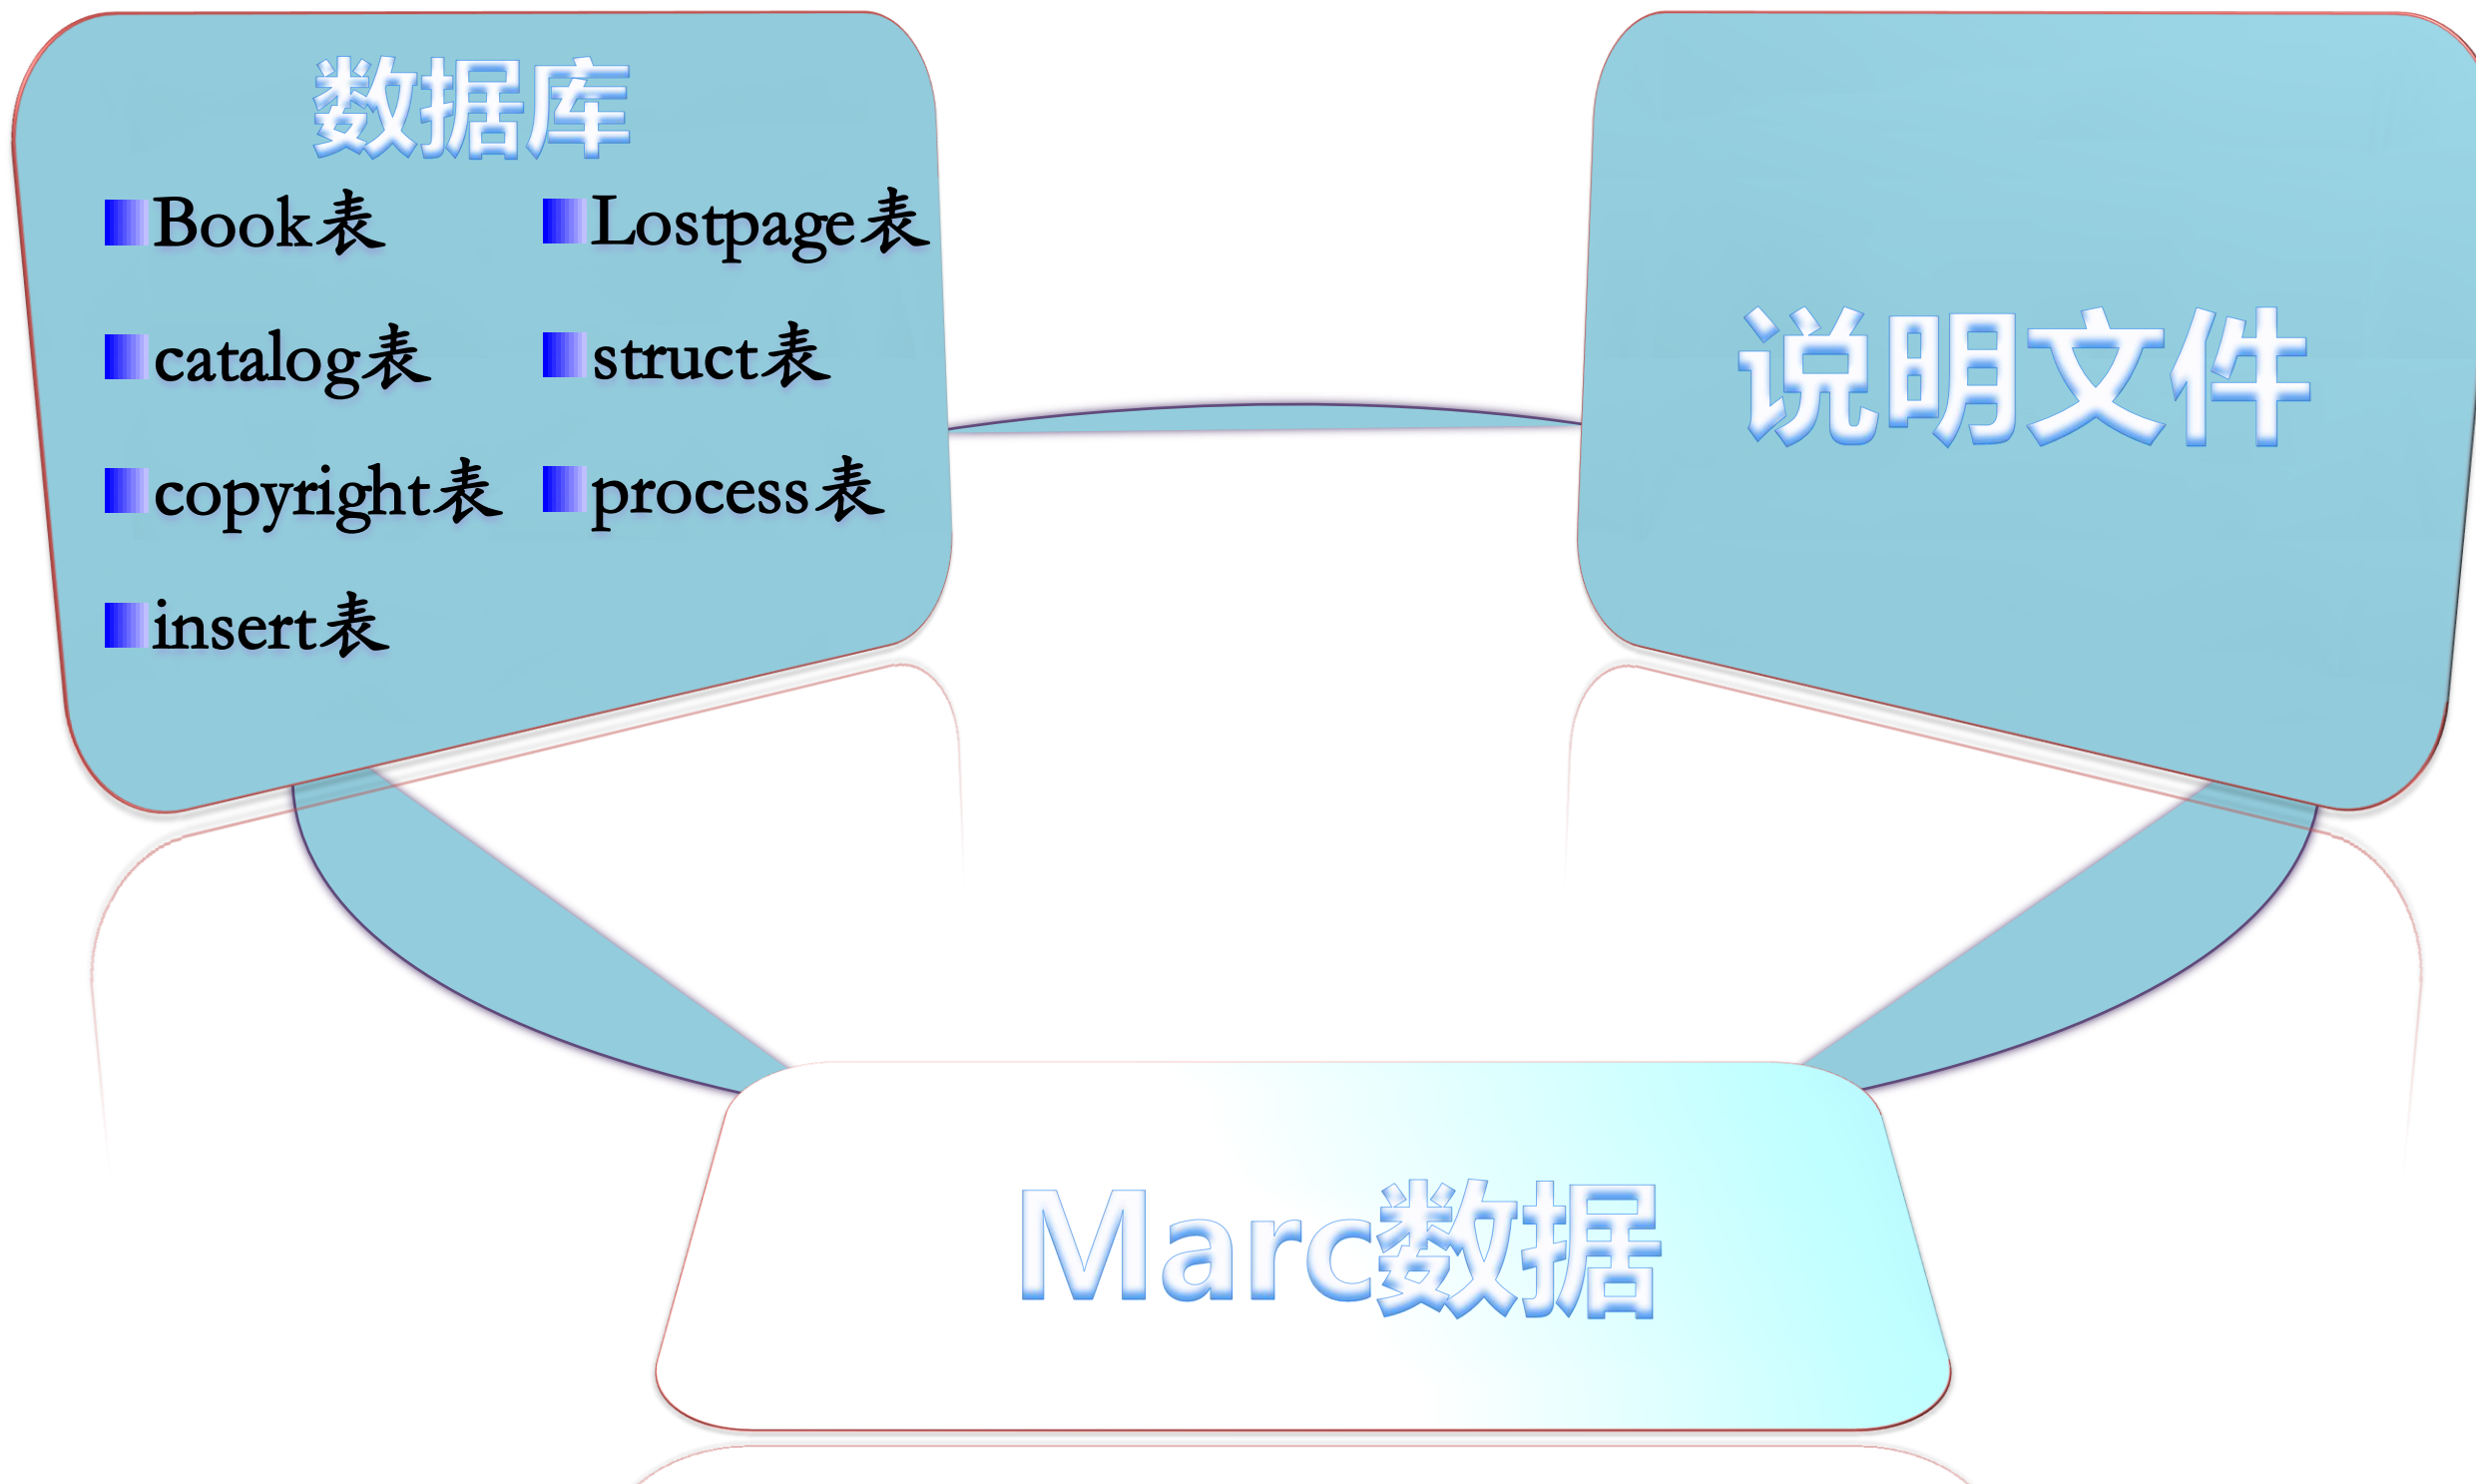 数据库
Book表
catalog表
copyright表
insert表
Lostpage表
struct表
process表
说明文件
Marc数据